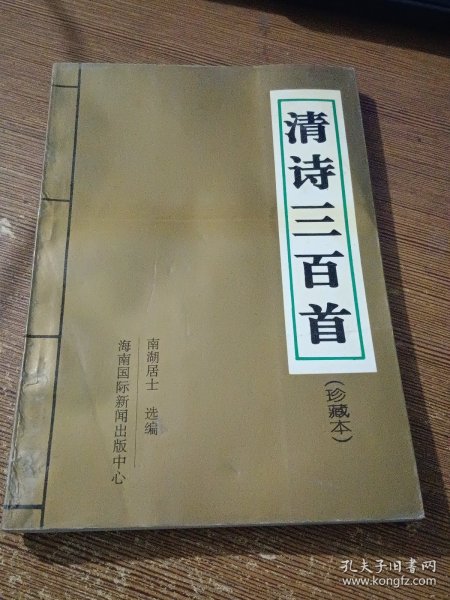 清诗三百首
(珍藏本)
南湖居士 选编
海南国际新闻出版中心
孔夫子旧书网
www.kongfz.com